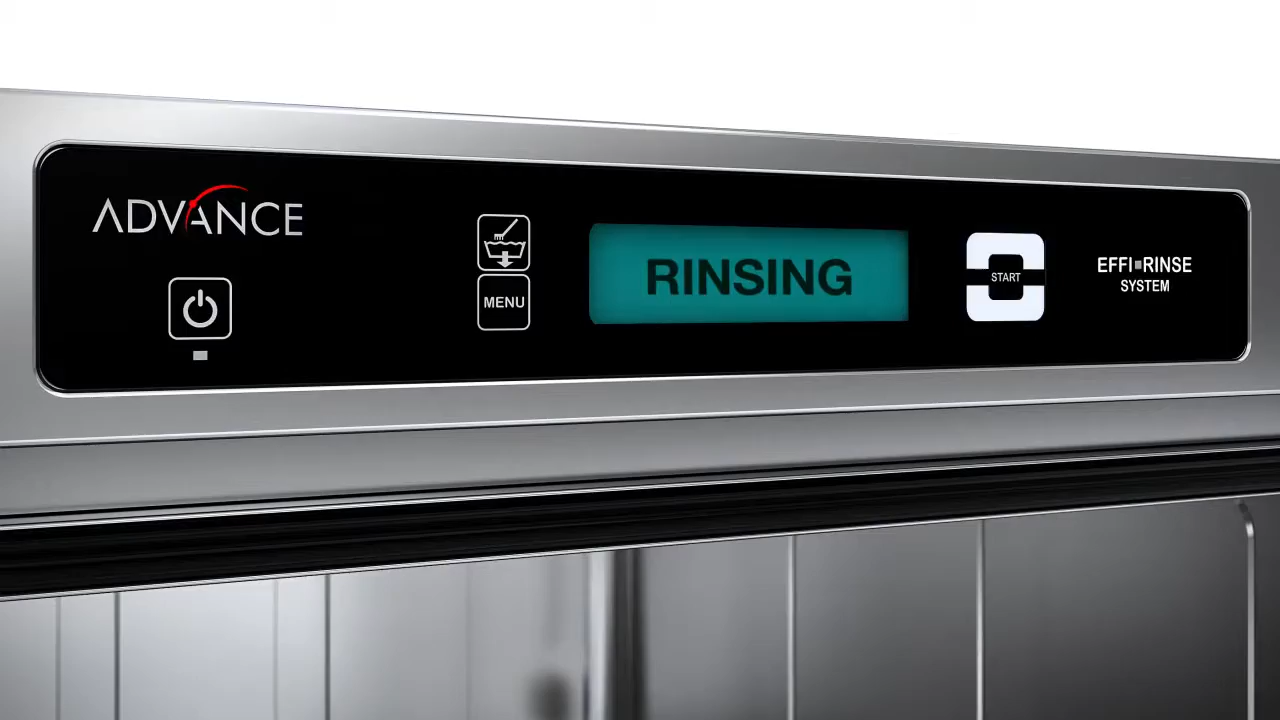 ADVANCE
MENU
RINSING
START
EFFI▪RINSE
SYSTEM